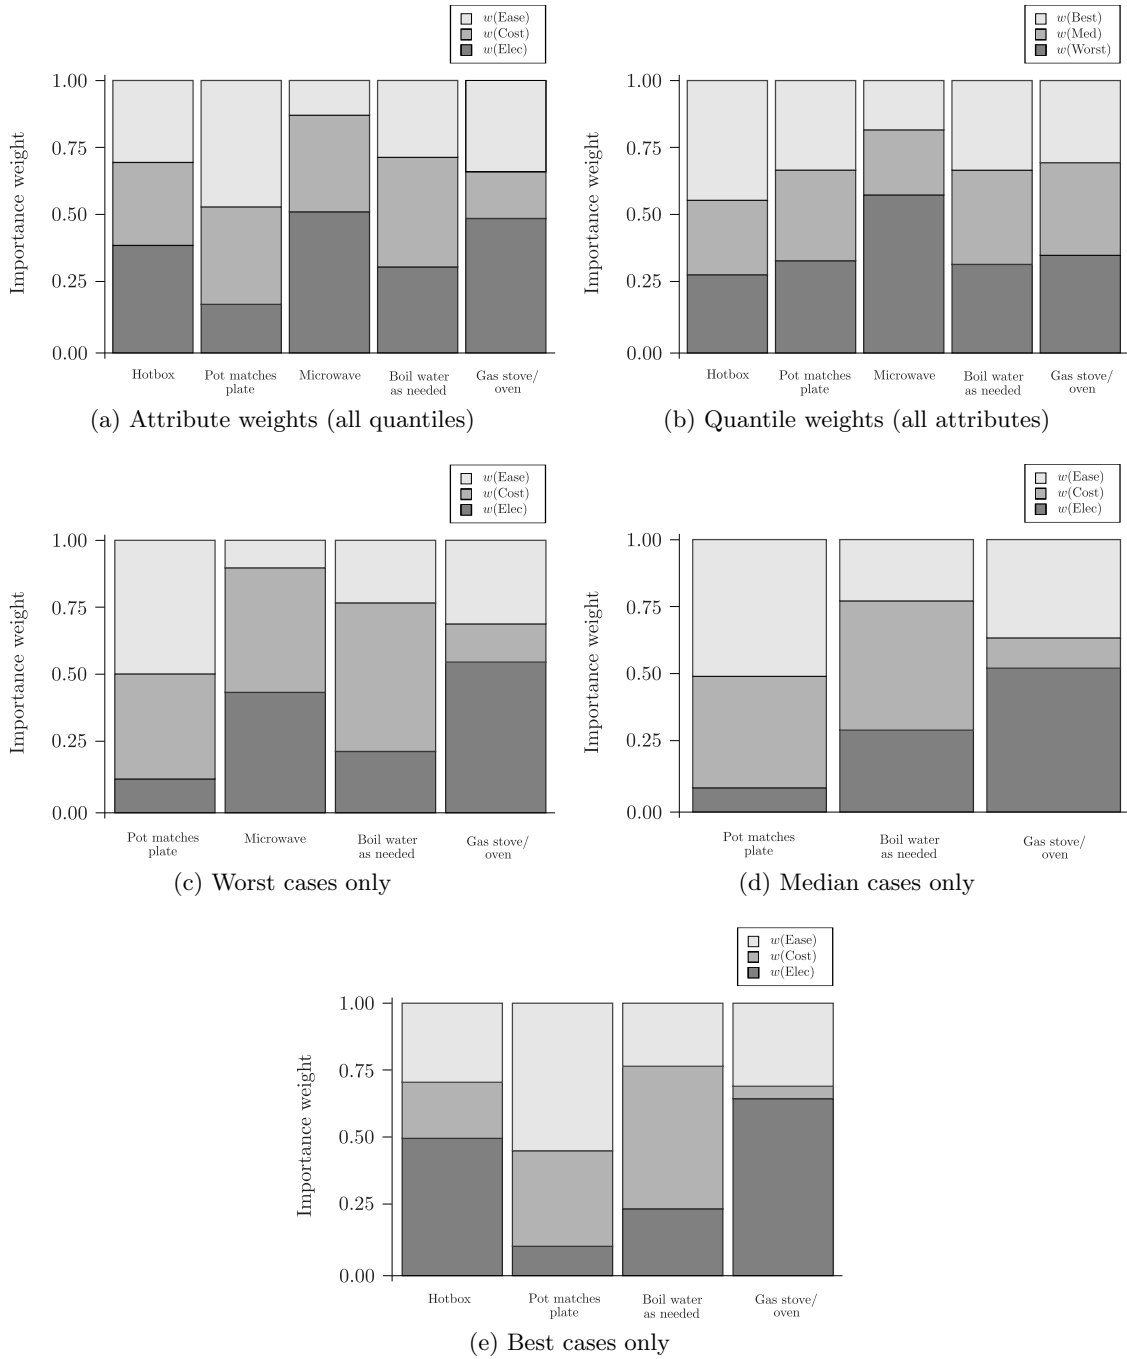 w(Ease)
w(Cost)
w(Elec)
Importance weight
1.00
0.75
0.50
0.25
0.00
Hotbox
Pot matches
plate
Microwave
Boil water
as needed
Gas stove/
oven
(a) Attribute weights (all quantiles)
w(Best)
w(Med)
w(Worst)
Importance weight
1.00
0.75
0.50
0.25
0.00
Hotbox
Pot matches
plate
Microwave
Boil water
as needed
Gas stove/
oven
(b) Quantile weights (all attributes)
w(Ease)
w(Cost)
w(Elec)
Importance weight
1.00
0.75
0.50
0.25
0.00
Pot matches
plate
Microwave
Boil water
as needed
Gas stove/
oven
(c) Worst cases only
w(Ease)
w(Cost)
w(Elec)
Importance weight
1.00
0.75
0.50
0.25
0.00
Pot matches
plate
Boil water
as needed
Gas stove/
oven
(d) Median cases only
w(Ease)
w(Cost)
w(Elec)
Importance weight
1.00
0.75
0.50
0.25
0.00
Hotbox
Pot matches
plate
Boil water
as needed
Gas stove/
oven
(e) Best cases only